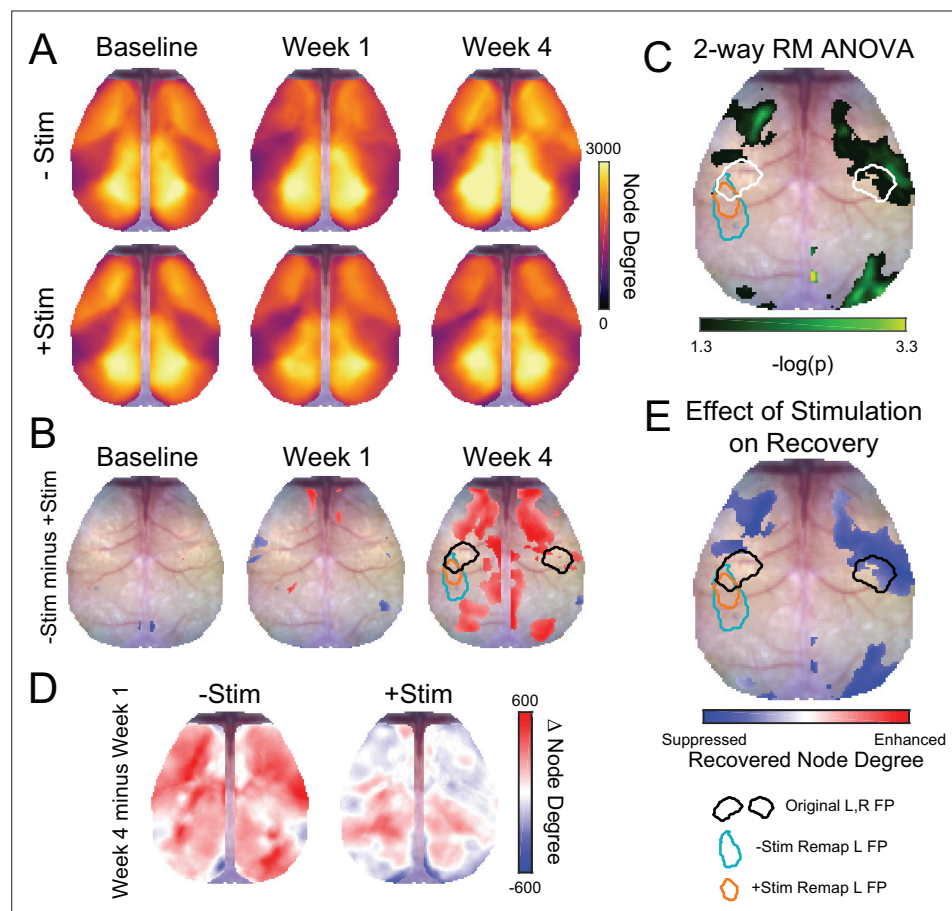 A
Baseline
Week 1
Week 4
- Stim
+Stim
3000
Node Degree
0
B
Baseline
Week 1
Week 4
-Stim minus +Stim
C
2-way RM ANOVA
1.3
3.3
-log(p)
D
-Stim
+Stim
Week 4 minus Week 1
600
Δ Node Degree
-600
E
Effect of Stimulation
on Recovery
Suppressed
Enhanced
Recovered Node Degree
Original L,R FP
-Stim Remap L FP
+Stim Remap L FP